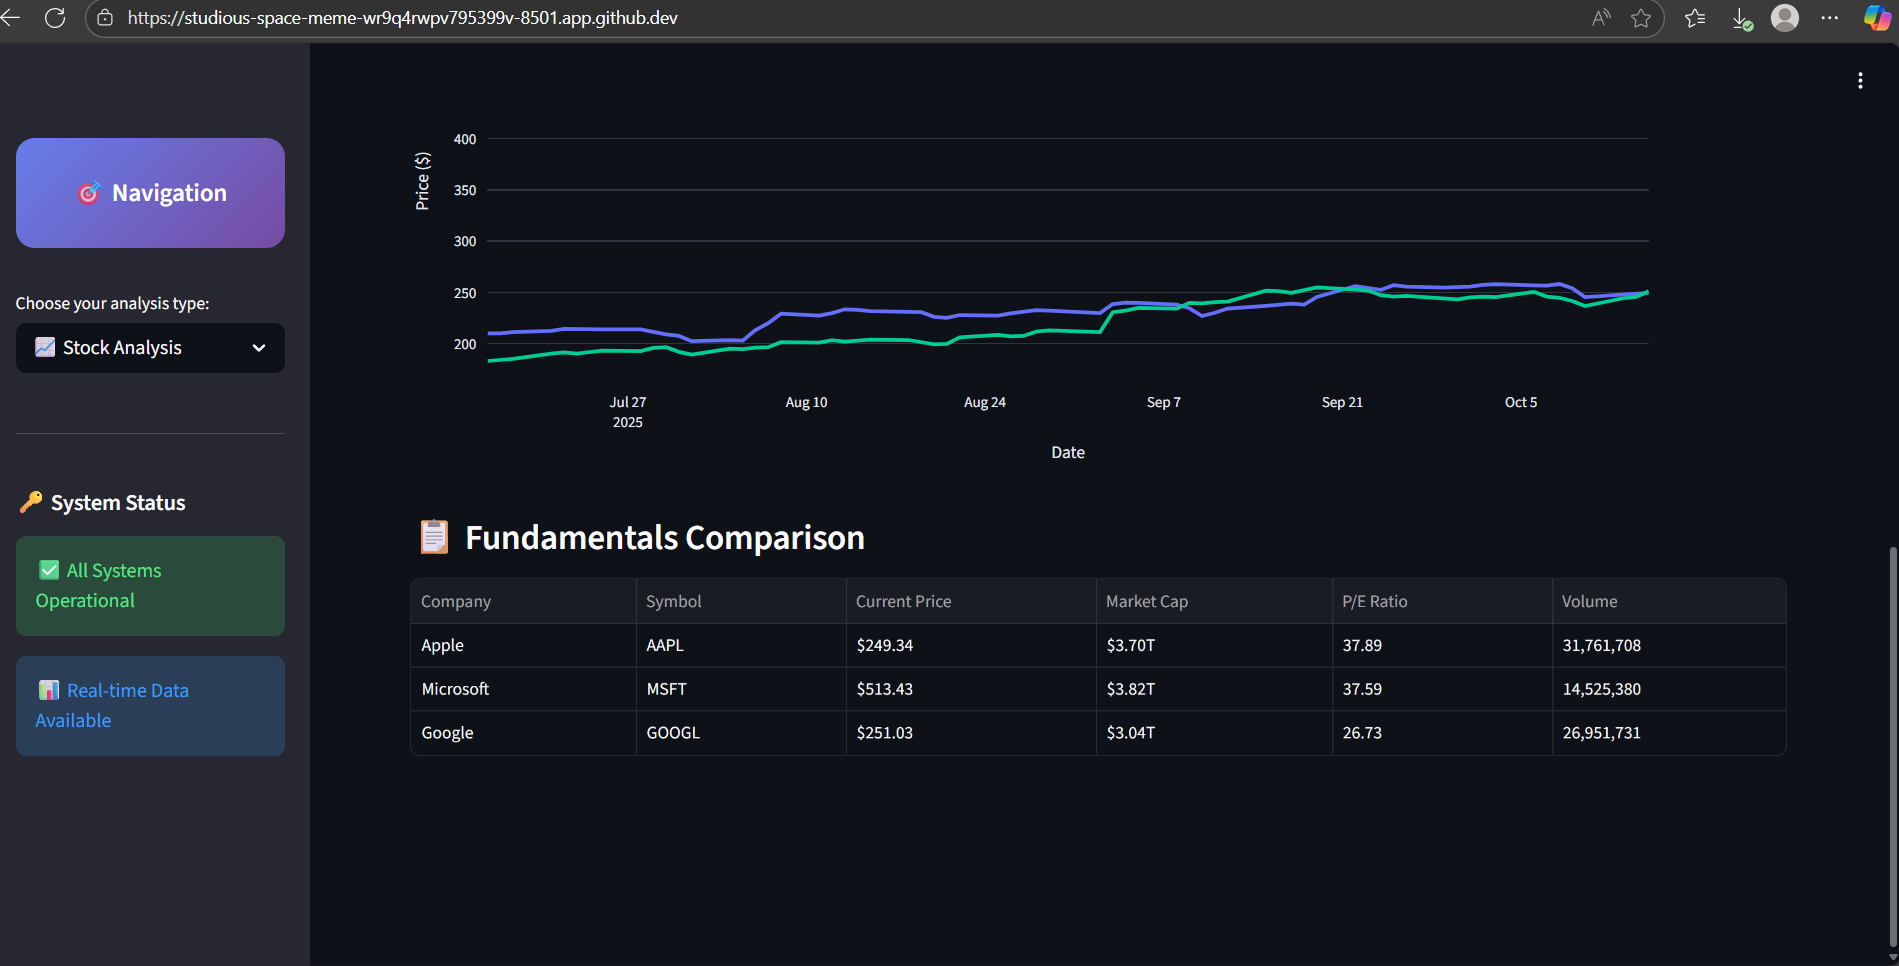 https://studious-space-meme-wr9q4rwpv795399v-8501.app.github.dev
🎯 Navigation
Choose your analysis type:
📈 Stock Analysis
🔑 System Status
✅ All Systems
Operational
📊 Real-time Data
Available
Price ($)
400
350
300
250
200
Jul 27
2025
Aug 10
Aug 24
Sep 7
Sep 21
Oct 5
Date
📋 Fundamentals Comparison
Company Symbol Current Price Market Cap P/E Ratio Volume
Apple AAPL $249.34 $3.70T 37.89 31,761,708
Microsoft MSFT $513.43 $3.82T 37.59 14,525,380
Google GOOGL $251.03 $3.04T 26.73 26,951,731